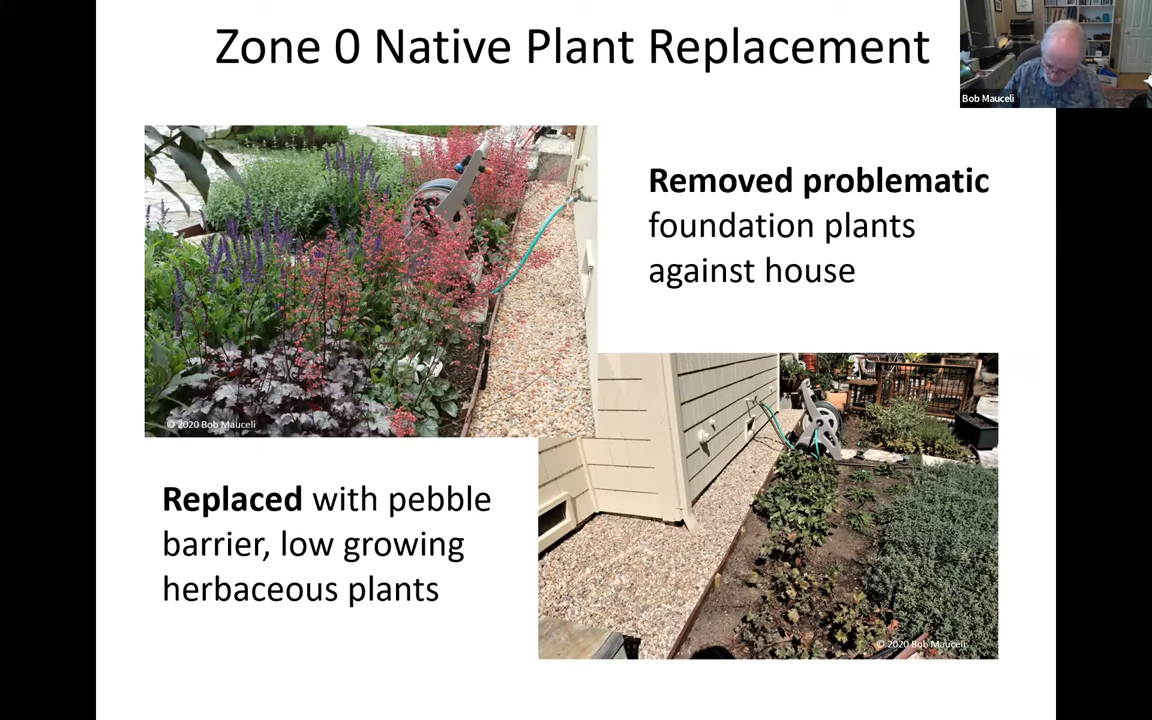 Zone 0 Native Plant Replacement
Bob Mauceli
Removed problematic
foundation plants
against house
© 2020 Bob Mauceli
Replaced with pebble
barrier, low growing
herbaceous plants
© 2020 Bob Mauceli